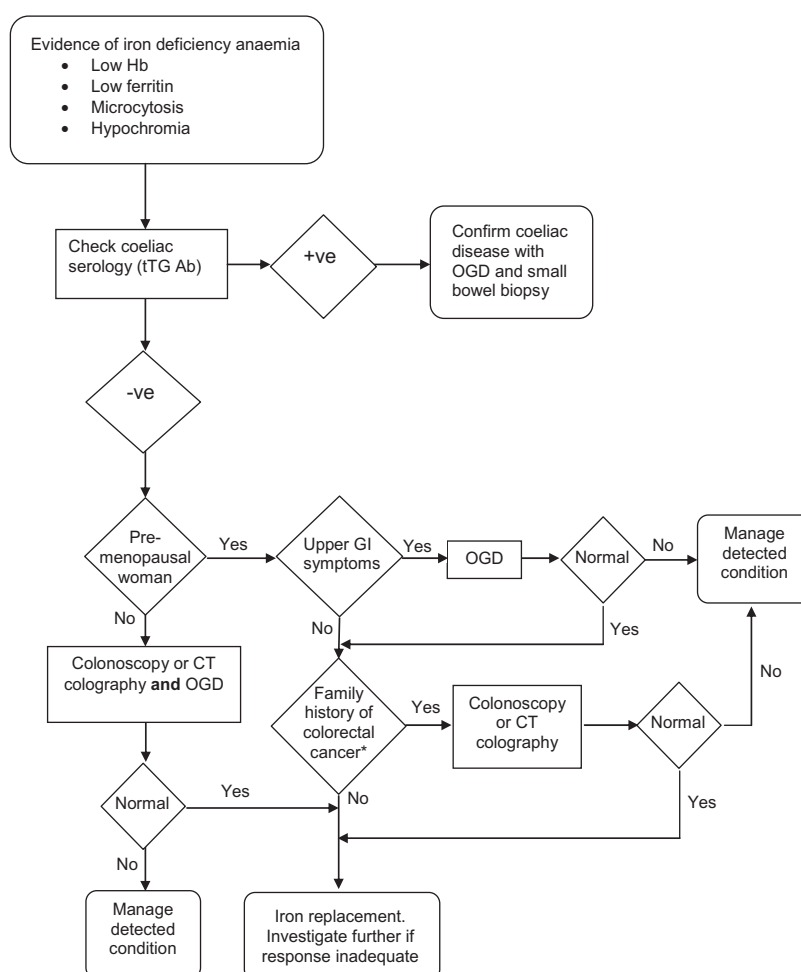 Evidence of iron deficiency anaemia
• Low Hb
• Low ferritin
• Microcytosis
• Hypochromia
Check coeliac
serology (tTG Ab)
+ve
Confirm coeliac
disease with
OGD and small
bowel biopsy
-ve
Pre-
menopausal
woman
Yes
Upper GI
symptoms
Yes
OGD
Normal
No
Manage
detected
condition
No
No
Yes
Colonoscopy or CT
colography and OGD
Family
history of
colorectal
cancer*
Yes
Colonoscopy
or CT
colography
Normal
No
Normal
Yes
No
Yes
No
Manage
detected
condition
Iron replacement.
Investigate further if
response inadequate